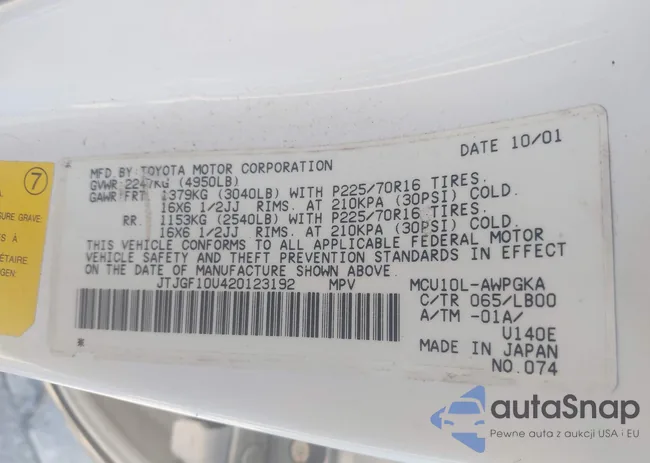 7
SURE GRAVE
S À
ÉTAIRE
GEN:
DATE 10/01
MFD. BY: TOYOTA MOTOR CORPORATION
GVWR 2247KG (4950LB)
GAWR FRT. 1379KG (3040LB) WITH P225/70R16 TIRES.
16X6 1/2JJ RIMS. AT 210KPA (30PSI) COLD.
RR. 1153KG (2540LB) WITH P225/70R16 TIRES.
16X6 1/2JJ RIMS. AT 210KPA (30PSI) COLD.
THIS VEHICLE CONFORMS TO ALL APPLICABLE FEDERAL MOTOR
VEHICLE SAFETY AND THEFT PREVENTION STANDARDS IN EFFECT
ON THE DATE OF MANUFACTURE SHOWN ABOVE.
JTJGF10U420123192 MPV MCU10L-AWPGKA
C/TR 065/LB00
A/TM -01A/
U140E
MADE IN JAPAN
NO.074
autaSnap
Pewne auta z aukcji USA i EU